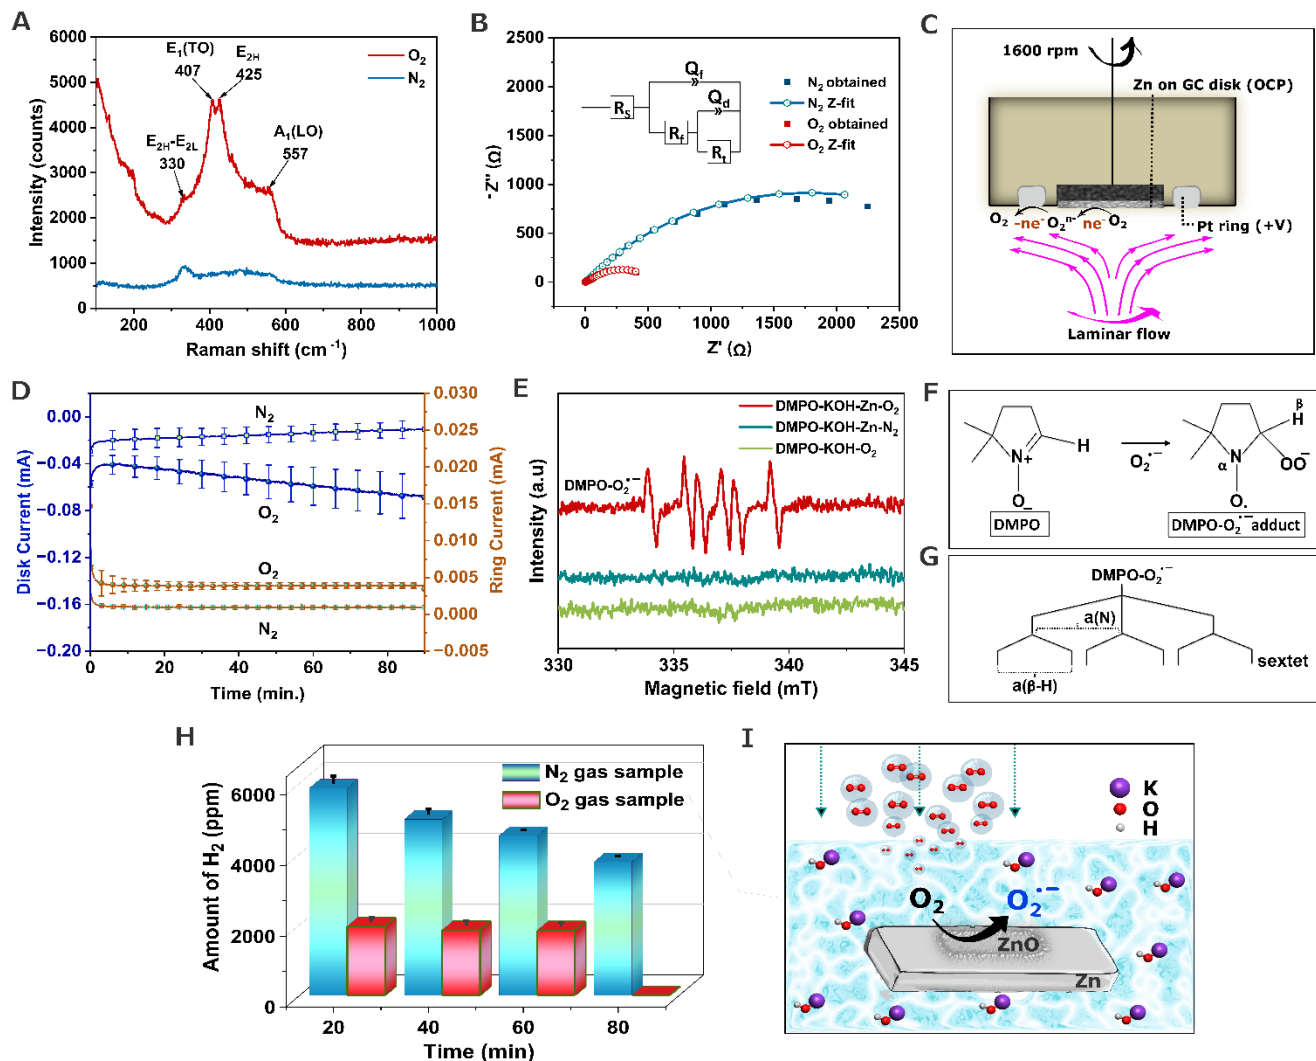 A
6000
5000
4000
3000
2000
1000
0
Intensity (counts)
200
400
600
800
1000
Raman shift (cm⁻¹)
E₁(TO)
407
E₂H
425
E₂H-E₂L
330
A₁(LO)
557
O₂
N₂
B
2500
2000
1500
1000
500
0
-Z'' (Ω)
0
500
1000
1500
2000
2500
Z' (Ω)
Rs
Qf
Qd
Rf
Rt
N₂ obtained
N₂ Z-fit
O₂ obtained
O₂ Z-fit
C
1600 rpm
Zn on GC disk (OCP)
O₂ -ne⁻ O₂ⁿ⁻ ne⁻ O₂
Pt ring (+V)
Laminar flow
D
0.00
−0.04
−0.08
−0.12
−0.16
−0.20
Disk Current (mA)
0.030
0.025
0.020
0.015
0.010
0.005
0.000
−0.005
Ring Current (mA)
N₂
O₂
O₂
N₂
0
20
40
60
80
Time (min.)
E
DMPO-KOH-Zn-O₂
DMPO-KOH-Zn-N₂
DMPO-KOH-O₂
DMPO-O₂•⁻
Intensity (a.u)
330
335
340
345
Magnetic field (mT)
F
N+
H
O⁻
DMPO
O₂•⁻
β
H
α
N
OO⁻
O•
DMPO-O₂•⁻adduct
G
DMPO-O₂•⁻
a(N)
sextet
a(β-H)
H
6000
4000
2000
0
Amount of H₂ (ppm)
N₂ gas sample
O₂ gas sample
20
40
60
80
Time (min)
I
K
O
H
O₂
O₂•⁻
ZnO
Zn